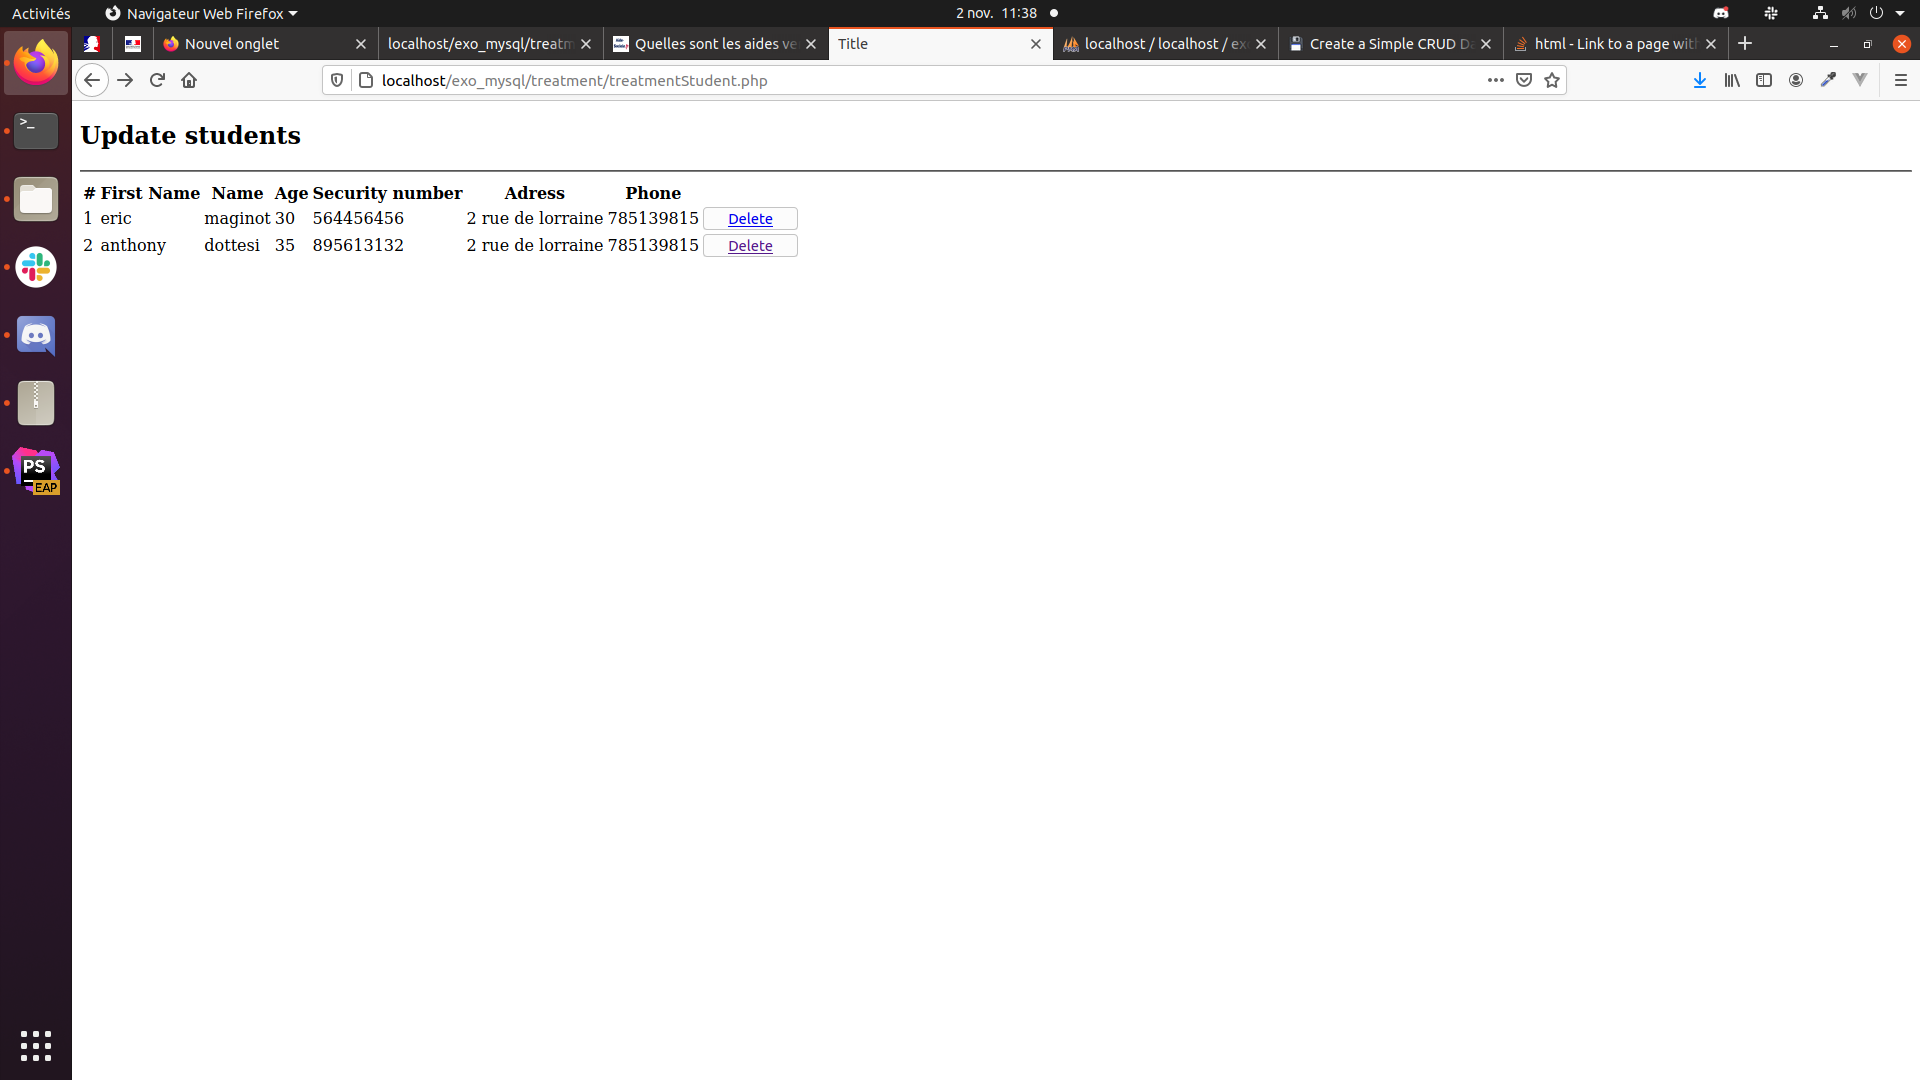 Activités
Navigateur Web Firefox
2 nov. 11:38
Nouvel onglet
localhost/exo_mysql/treatm
Quelles sont les aides ve
Title
localhost / localhost / ex
Create a Simple CRUD D
html - Link to a page wit
localhost/exo_mysql/treatment/treatmentStudent.php
Update students
# First Name Name Age Security number Adress Phone
1 eric maginot 30 564456456 2 rue de lorraine 785139815 Delete
2 anthony dottesi 35 895613132 2 rue de lorraine 785139815 Delete
>_
PS
EAP